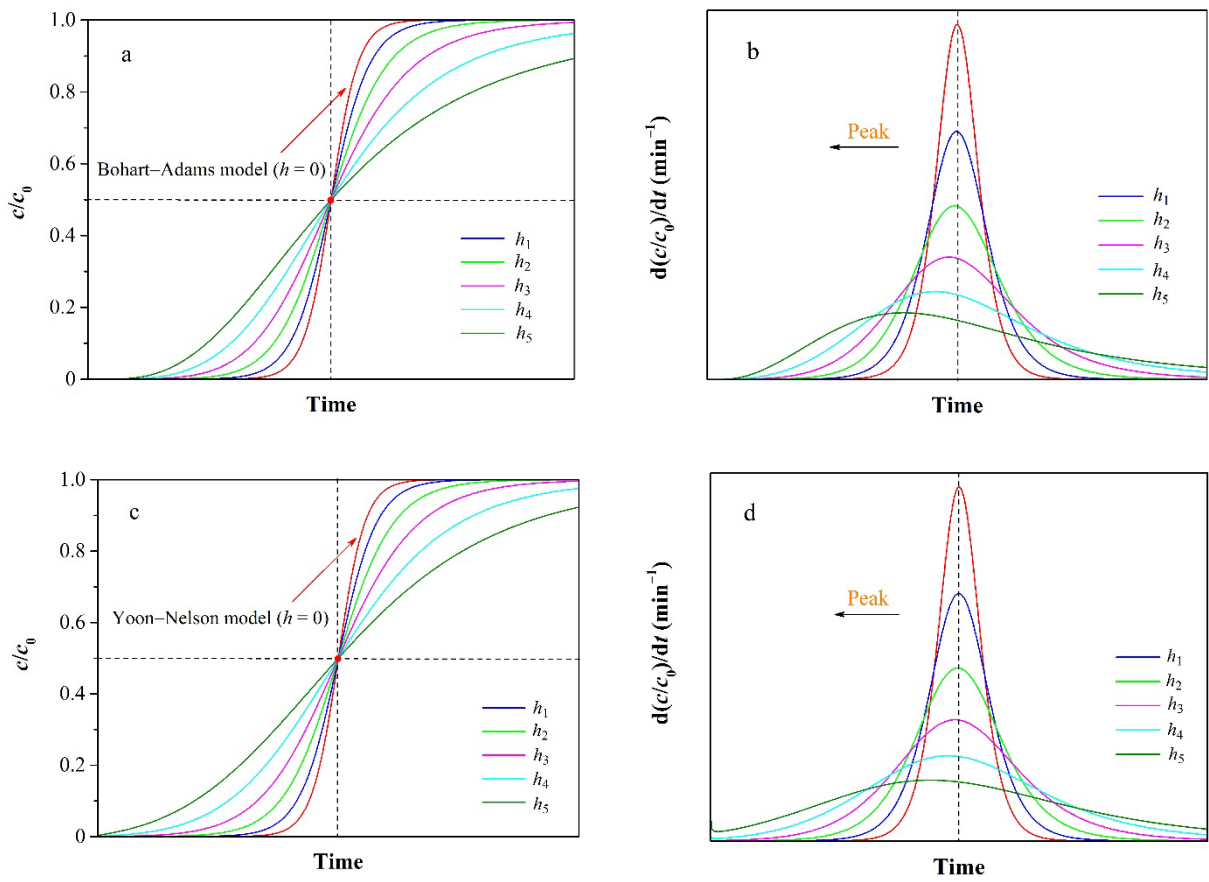 a
1.0
0.8
0.6
0.4
0.2
0
c/c₀
Bohart–Adams model (h = 0)
h₁
h₂
h₃
h₄
h₅
Time
b
d(c/c₀)/dt (min⁻¹)
Peak
h₁
h₂
h₃
h₄
h₅
Time
c
1.0
0.8
0.6
0.4
0.2
0
c/c₀
Yoon–Nelson model (h = 0)
h₁
h₂
h₃
h₄
h₅
Time
d
d(c/c₀)/dt (min⁻¹)
Peak
h₁
h₂
h₃
h₄
h₅
Time